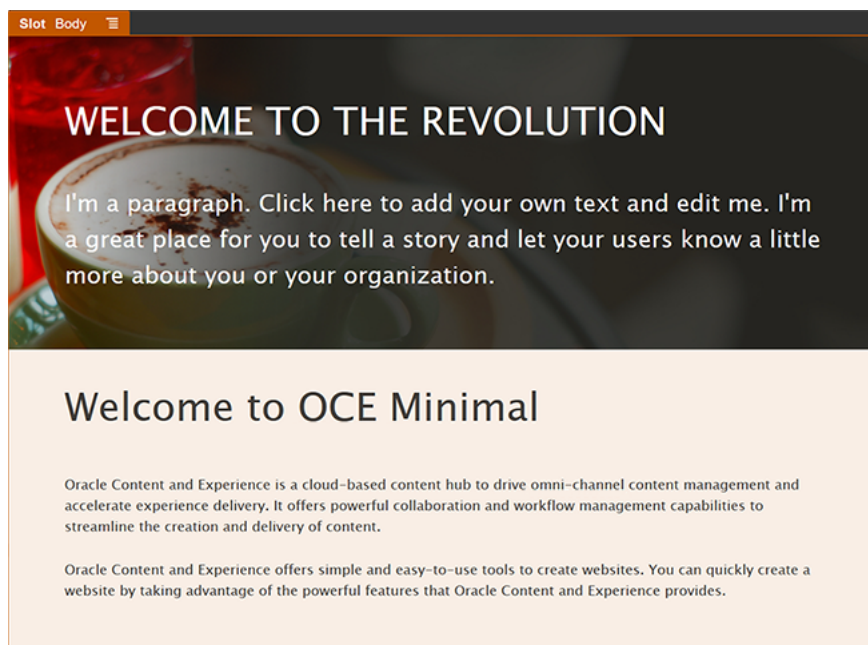 Slot Body
WELCOME TO THE REVOLUTION
I'm a paragraph. Click here to add your own text and edit me. I'm
a great place for you to tell a story and let your users know a little
more about you or your organization.
Welcome to OCE Minimal
Oracle Content and Experience is a cloud-based content hub to drive omni-channel content management and
accelerate experience delivery. It offers powerful collaboration and workflow management capabilities to
streamline the creation and delivery of content.
Oracle Content and Experience offers simple and easy-to-use tools to create websites. You can quickly create a
website by taking advantage of the powerful features that Oracle Content and Experience provides.